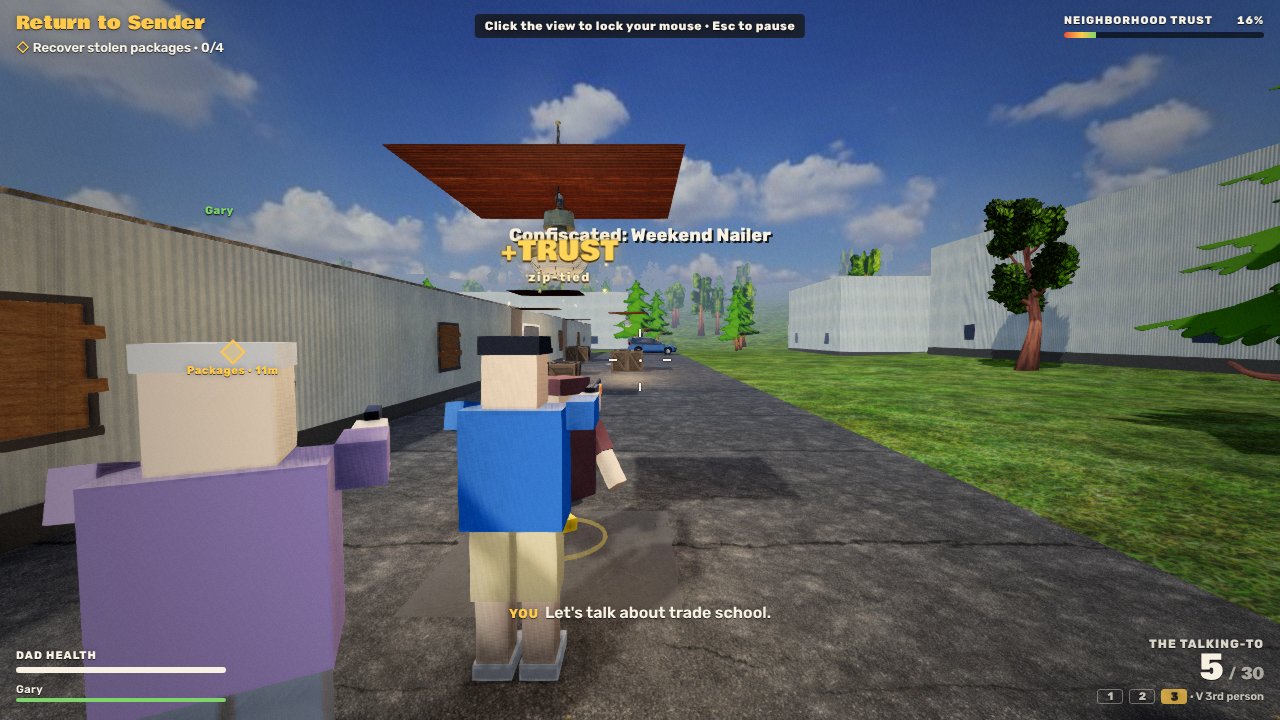 Return to Sender
Recover stolen packages · 0/4
Click the view to lock your mouse · Esc to pause
NEIGHBORHOOD TRUST 16%
Gary
Confiscated: Weekend Nailer
+TRUST
zip-tied
Packages · 11m
YOU Let's talk about trade school.
DAD HEALTH
Gary
THE TALKING-TO
5 / 30
1 2 3 · V 3rd person